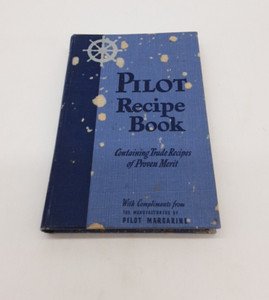 PILOT
Recipe
Book
Containing Trade Recipes
of Proven Merit
With Compliments from
THE MANUFACTURERS OF
PILOT MARGARINE